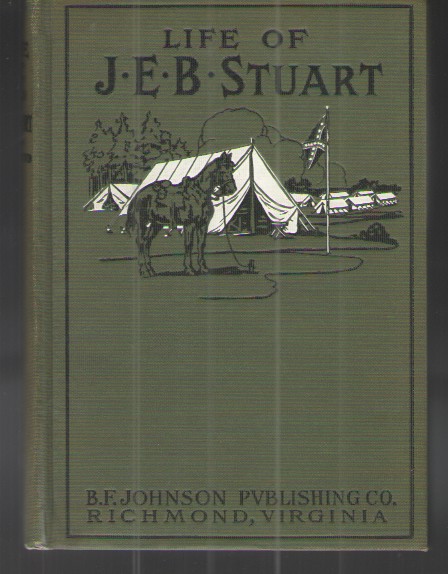 LIFE OF
J·E·B·STUART
B.F. JOHNSON PVBLISHING CO.
RICHMOND, VIRGINIA